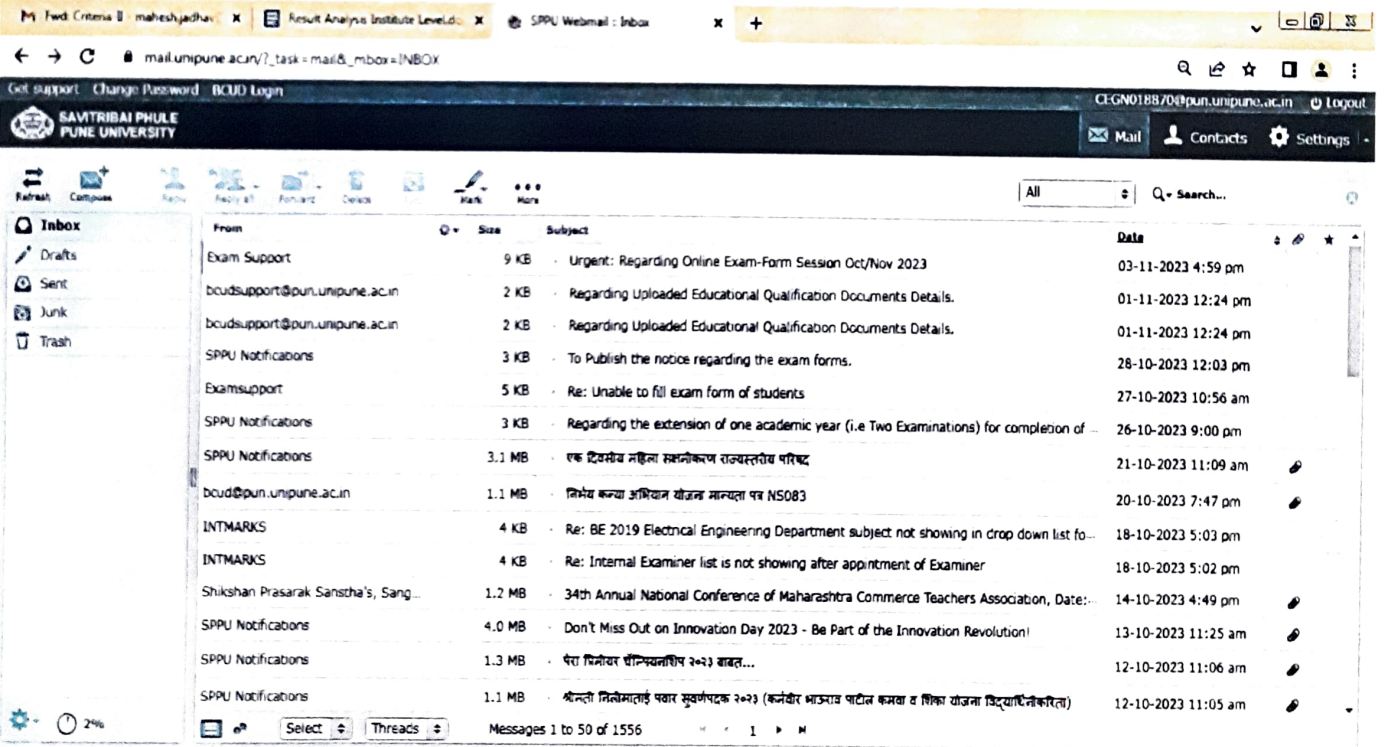 Fwd: Criteria II - mahesh.jadhav
Result Analysis Institute Level.do
SPPU Webmail : Inbox
mail.unipune.ac.in/?_task=mail&_mbox=INBOX
Get support Change Password BCUD Login
CEGN018870@pun.unipune.ac.in Logout
SAVITRIBAI PHULE
PUNE UNIVERSITY
Mail Contacts Settings
Refresh Compose Reply Reply all Forward Delete Mark More
All Search...
Inbox
Drafts
Sent
Junk
Trash
From Size Subject Date
Exam Support 9 KB Urgent: Regarding Online Exam-Form Session Oct/Nov 2023 03-11-2023 4:59 pm
bcudsupport@pun.unipune.ac.in 2 KB Regarding Uploaded Educational Qualification Documents Details. 01-11-2023 12:24 pm
bcudsupport@pun.unipune.ac.in 2 KB Regarding Uploaded Educational Qualification Documents Details. 01-11-2023 12:24 pm
SPPU Notifications 3 KB To Publish the notice regarding the exam forms. 28-10-2023 12:03 pm
Examsupport 5 KB Re: Unable to fill exam form of students 27-10-2023 10:56 am
SPPU Notifications 3 KB Regarding the extension of one academic year (i.e Two Examinations) for completion of ... 26-10-2023 9:00 pm
SPPU Notifications 3.1 MB एक दिवसीय महिला सक्षमीकरण राज्यस्तरीय परिषद 21-10-2023 11:09 am
bcud@pun.unipune.ac.in 1.1 MB निर्भय कन्या अभियान योजना मान्यता पत्र NS083 20-10-2023 7:47 pm
INTMARKS 4 KB Re: BE 2019 Electrical Engineering Department subject not showing in drop down list fo... 18-10-2023 5:03 pm
INTMARKS 4 KB Re: Internal Examiner list is not showing after appintment of Examiner 18-10-2023 5:02 pm
Shikshan Prasarak Sanstha's, Sang... 1.2 MB 34th Annual National Conference of Maharashtra Commerce Teachers Association, Date:... 14-10-2023 4:49 pm
SPPU Notifications 4.0 MB Don't Miss Out on Innovation Day 2023 - Be Part of the Innovation Revolution! 13-10-2023 11:25 am
SPPU Notifications 1.3 MB पेरा प्रिमीयर चॅम्पियनशिप २०२३ बाबत... 12-10-2023 11:06 am
SPPU Notifications 1.1 MB श्रीमती निलीमाताई पवार सुवर्णपदक २०२३ (कर्मवीर भाऊराव पाटील कमवा व शिका योजना विद्यार्थिनीकरिता) 12-10-2023 11:05 am
2% Select Threads Messages 1 to 50 of 1556 1